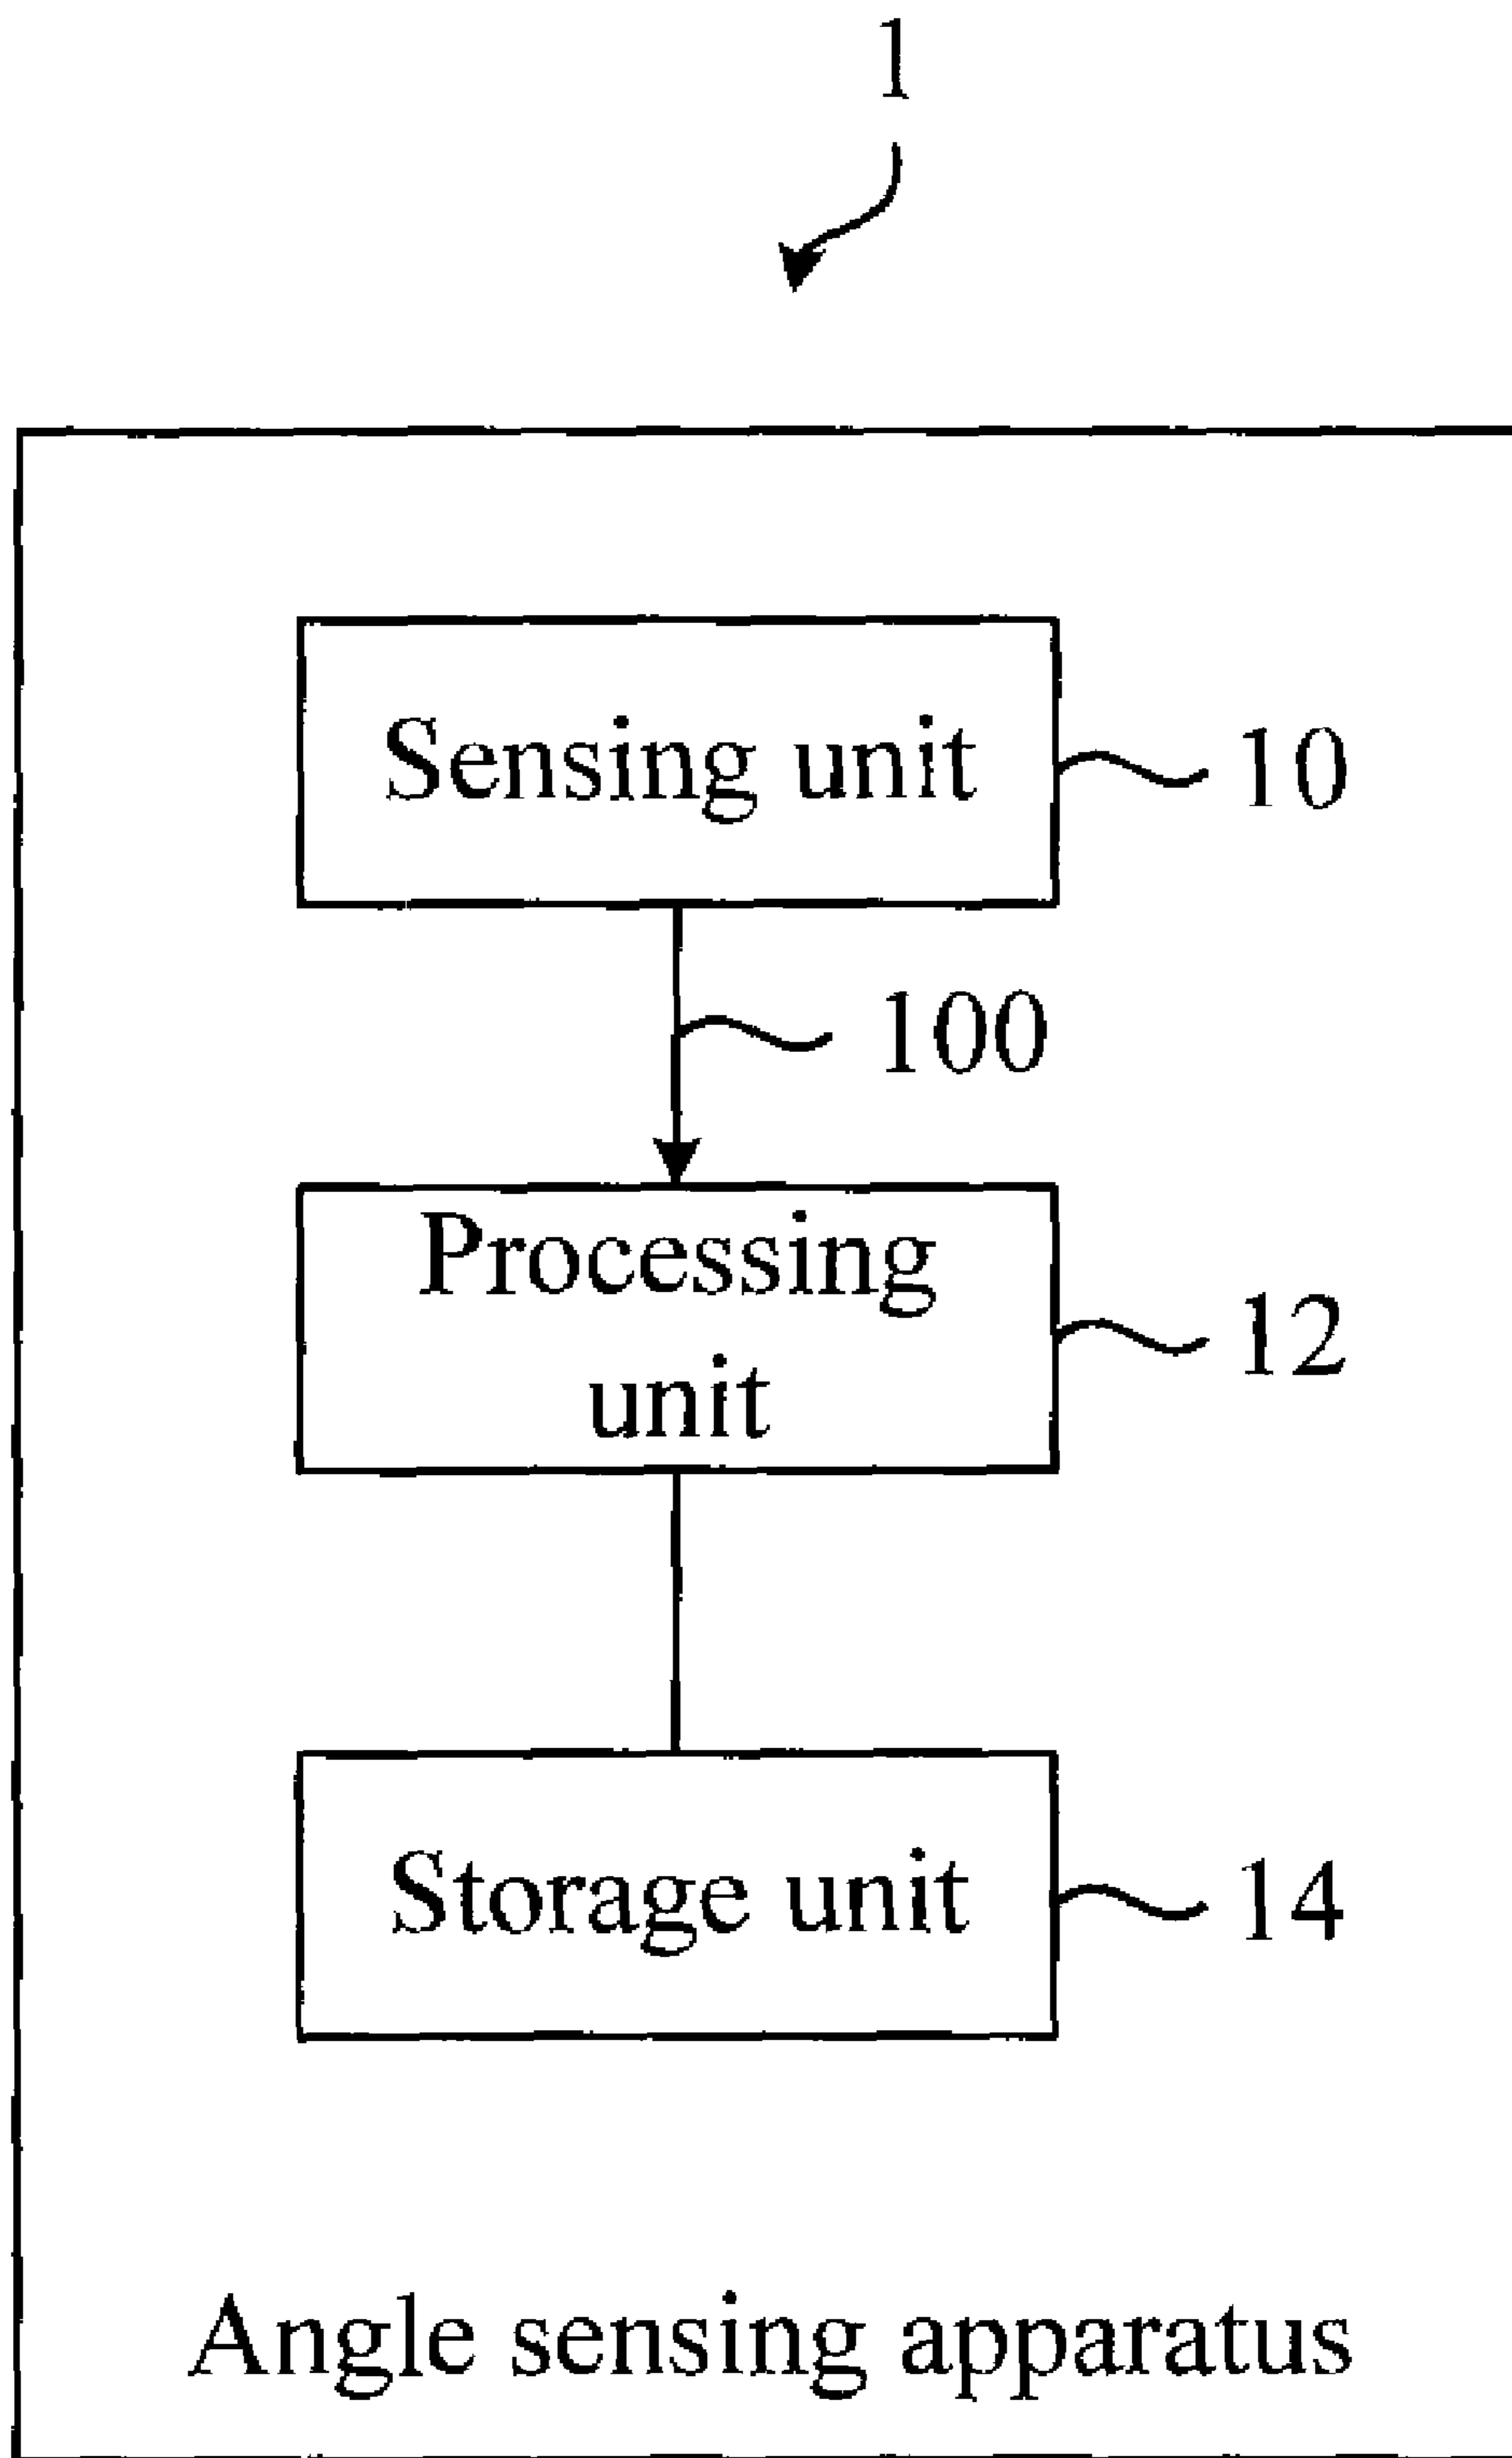 1
Sensing unit
10
100
Processing
unit
12
Storage unit
14
Angle sensing apparatus